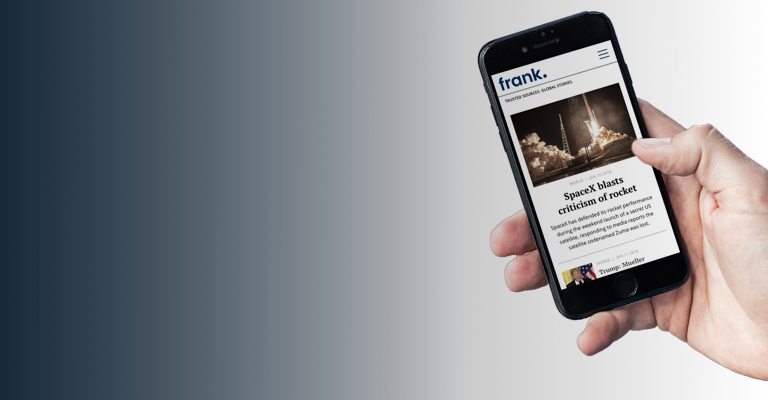 frank.
TRUSTED SOURCES. GLOBAL STORIES.
WORLD | JAN 10 2018
SpaceX blasts
criticism of rocket
SpaceX has defended its rocket performance
during the weekend launch of a secret US
satellite, responding to media reports the
satellite codenamed Zuma was lost.
WORLD | JAN 11 2018
Trump: Mueller